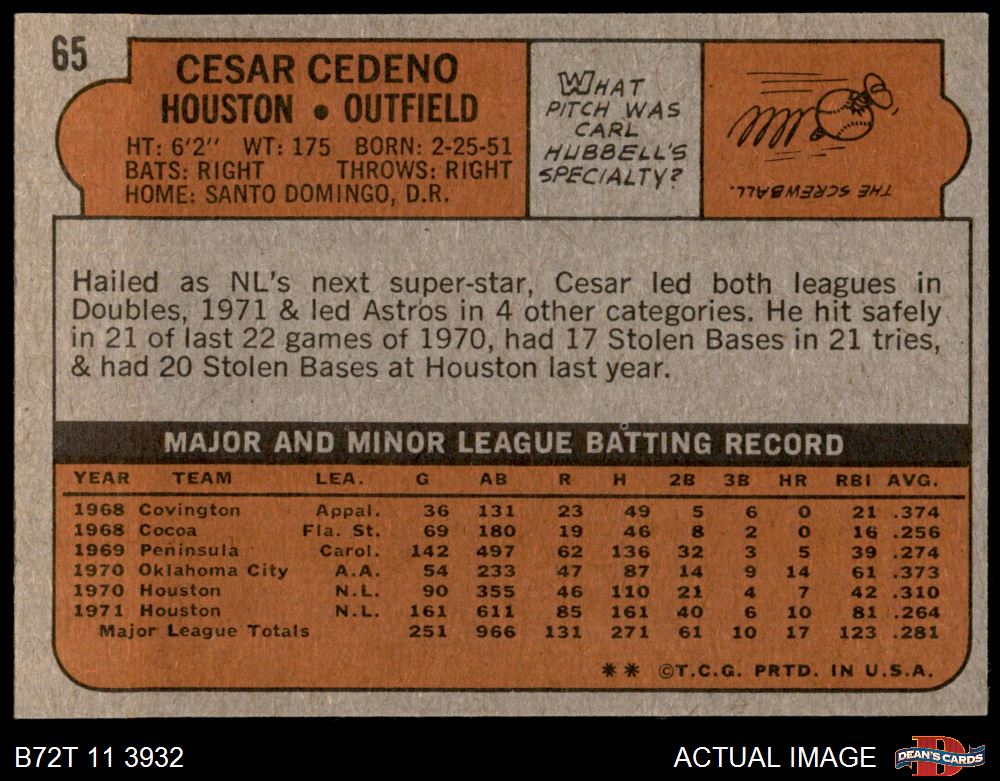 65
CESAR CEDENO
HOUSTON • OUTFIELD
HT: 6'2" WT: 175 BORN: 2-25-51
BATS: RIGHT THROWS: RIGHT
HOME: SANTO DOMINGO, D.R.
WHAT
PITCH WAS
CARL
HUBBELL'S
SPECIALTY?
THE SCREWBALL.
Hailed as NL's next super-star, Cesar led both leagues in
Doubles, 1971 & led Astros in 4 other categories. He hit safely
in 21 of last 22 games of 1970, had 17 Stolen Bases in 21 tries,
& had 20 Stolen Bases at Houston last year.
MAJOR AND MINOR LEAGUE BATTING RECORD
YEAR TEAM LEA. G AB R H 2B 3B HR RBI AVG.
1968 Covington Appal. 36 131 23 49 5 6 0 21 .374
1968 Cocoa Fla. St. 69 180 19 46 8 2 0 16 .256
1969 Peninsula Carol. 142 497 62 136 32 3 5 39 .274
1970 Oklahoma City A.A. 54 233 47 87 14 9 14 61 .373
1970 Houston N.L. 90 355 46 110 21 4 7 42 .310
1971 Houston N.L. 161 611 85 161 40 6 10 81 .264
Major League Totals 251 966 131 271 61 10 17 123 .281
** ©T.C.G. PRTD. IN U.S.A.
B72T 11 3932
ACTUAL IMAGE
D
DEAN'S CARDS